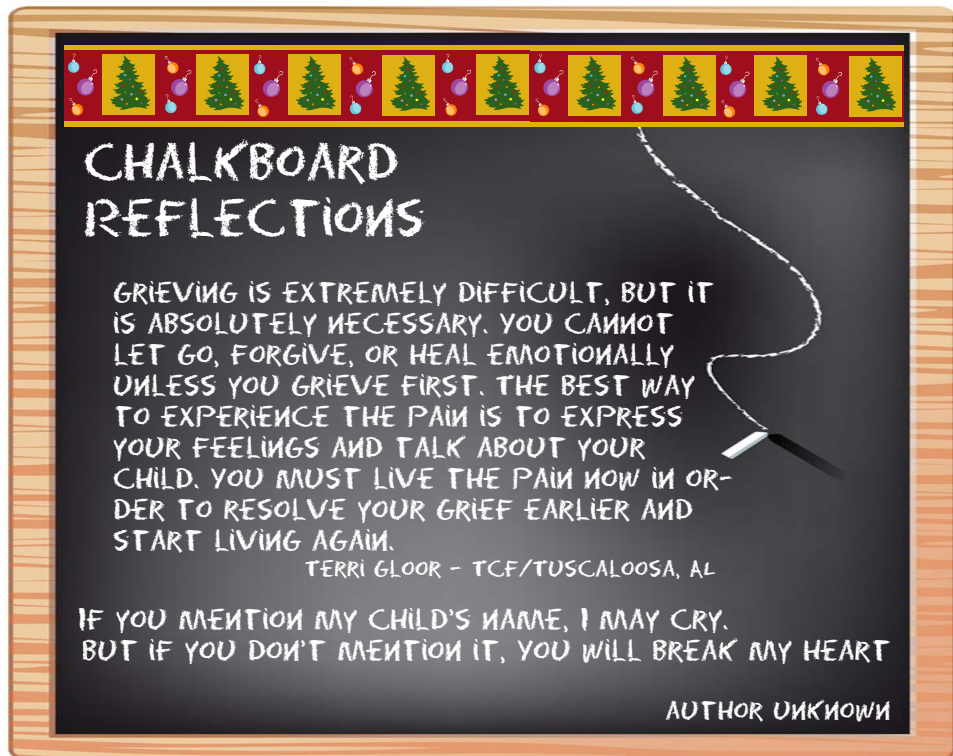 CHALKBOARD
REFLECTIONS
GRIEVING IS EXTREMELY DIFFICULT, BUT IT
IS ABSOLUTELY NECESSARY. YOU CANNOT
LET GO, FORGIVE, OR HEAL EMOTIONALLY
UNLESS YOU GRIEVE FIRST. THE BEST WAY
TO EXPERIENCE THE PAIN IS TO EXPRESS
YOUR FEELINGS AND TALK ABOUT YOUR
CHILD. YOU MUST LIVE THE PAIN NOW IN OR-
DER TO RESOLVE YOUR GRIEF EARLIER AND
START LIVING AGAIN.
TERRI GLOOR - TCF/TUSCALOOSA, AL
IF YOU MENTION MY CHILD'S NAME, I MAY CRY.
BUT IF YOU DON'T MENTION IT, YOU WILL BREAK MY HEART
AUTHOR UNKNOWN